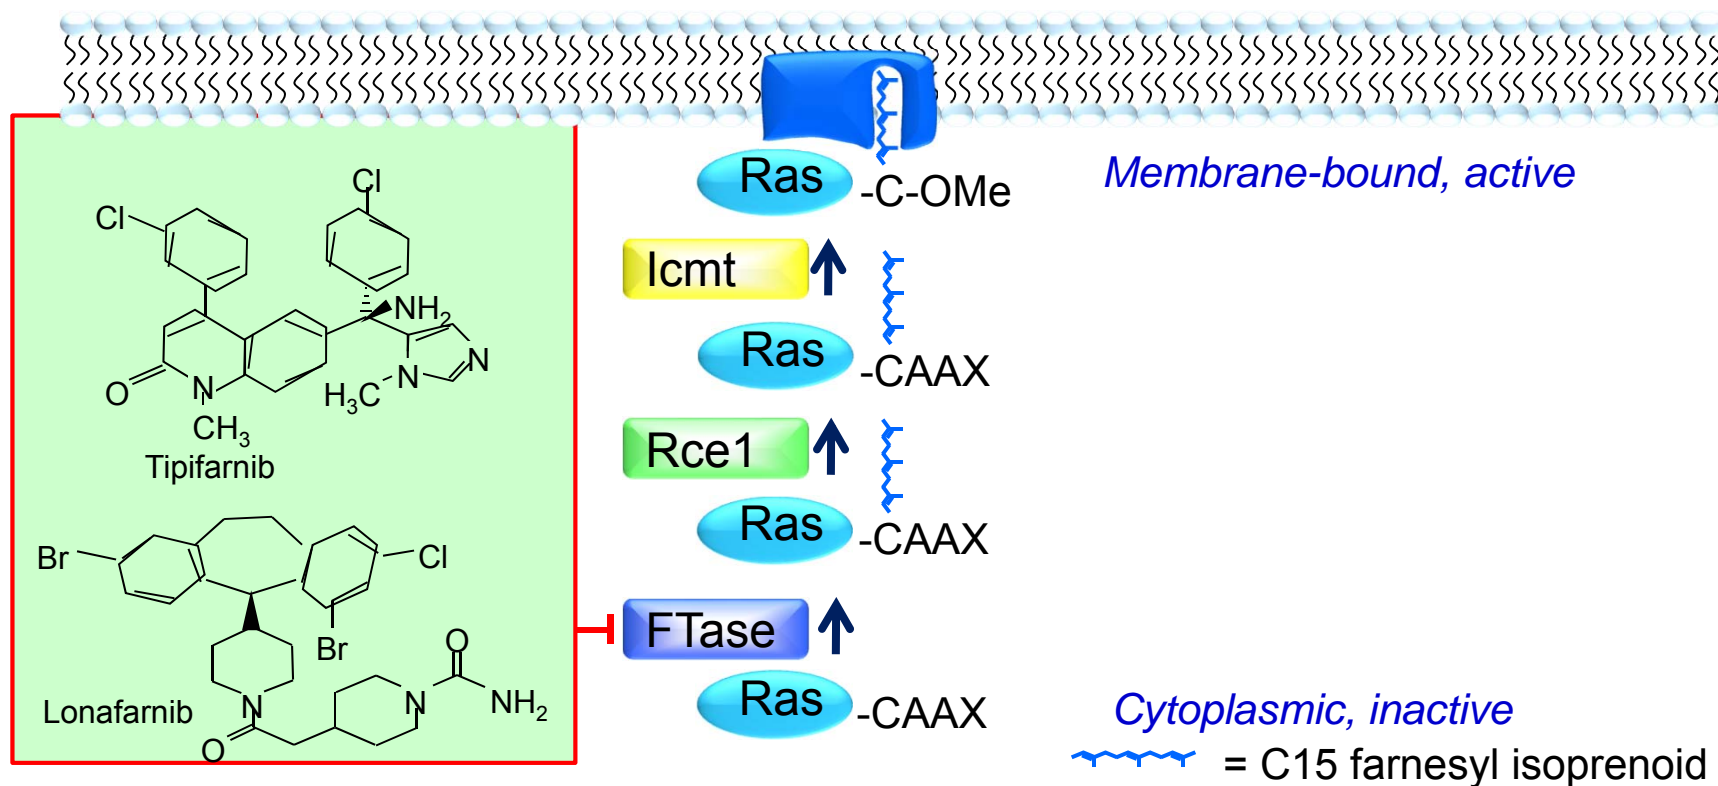 Cl
Cl
NH2
N
N
H3C
O
N
CH3
Tipifarnib
Br
Cl
Br
O
N
N
NH2
Lonafarnib
O
Ras
-C-OMe
Membrane-bound, active
Icmt
Ras
-CAAX
Rce1
Ras
-CAAX
FTase
Ras
-CAAX
Cytoplasmic, inactive
= C15 farnesyl isoprenoid